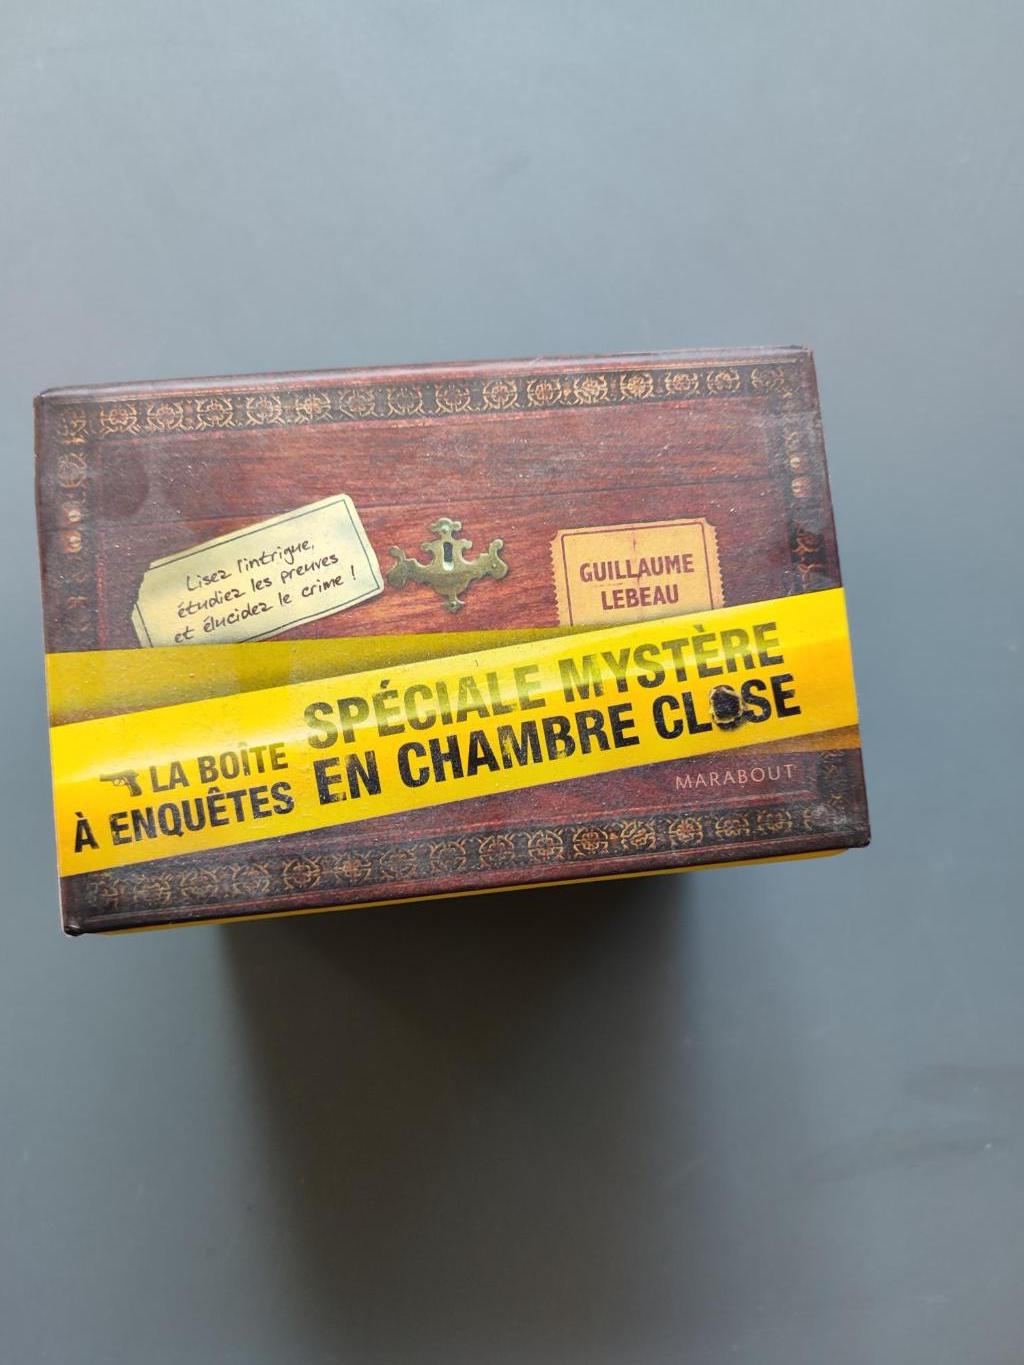 Lisez l'intrigue,
étudiez les preuves
et élucidez le crime !
GUILLAUME
LEBEAU
SPÉCIALE MYSTÈRE
EN CHAMBRE CLOSE
LA BOÎTE
À ENQUÊTES
MARABOUT